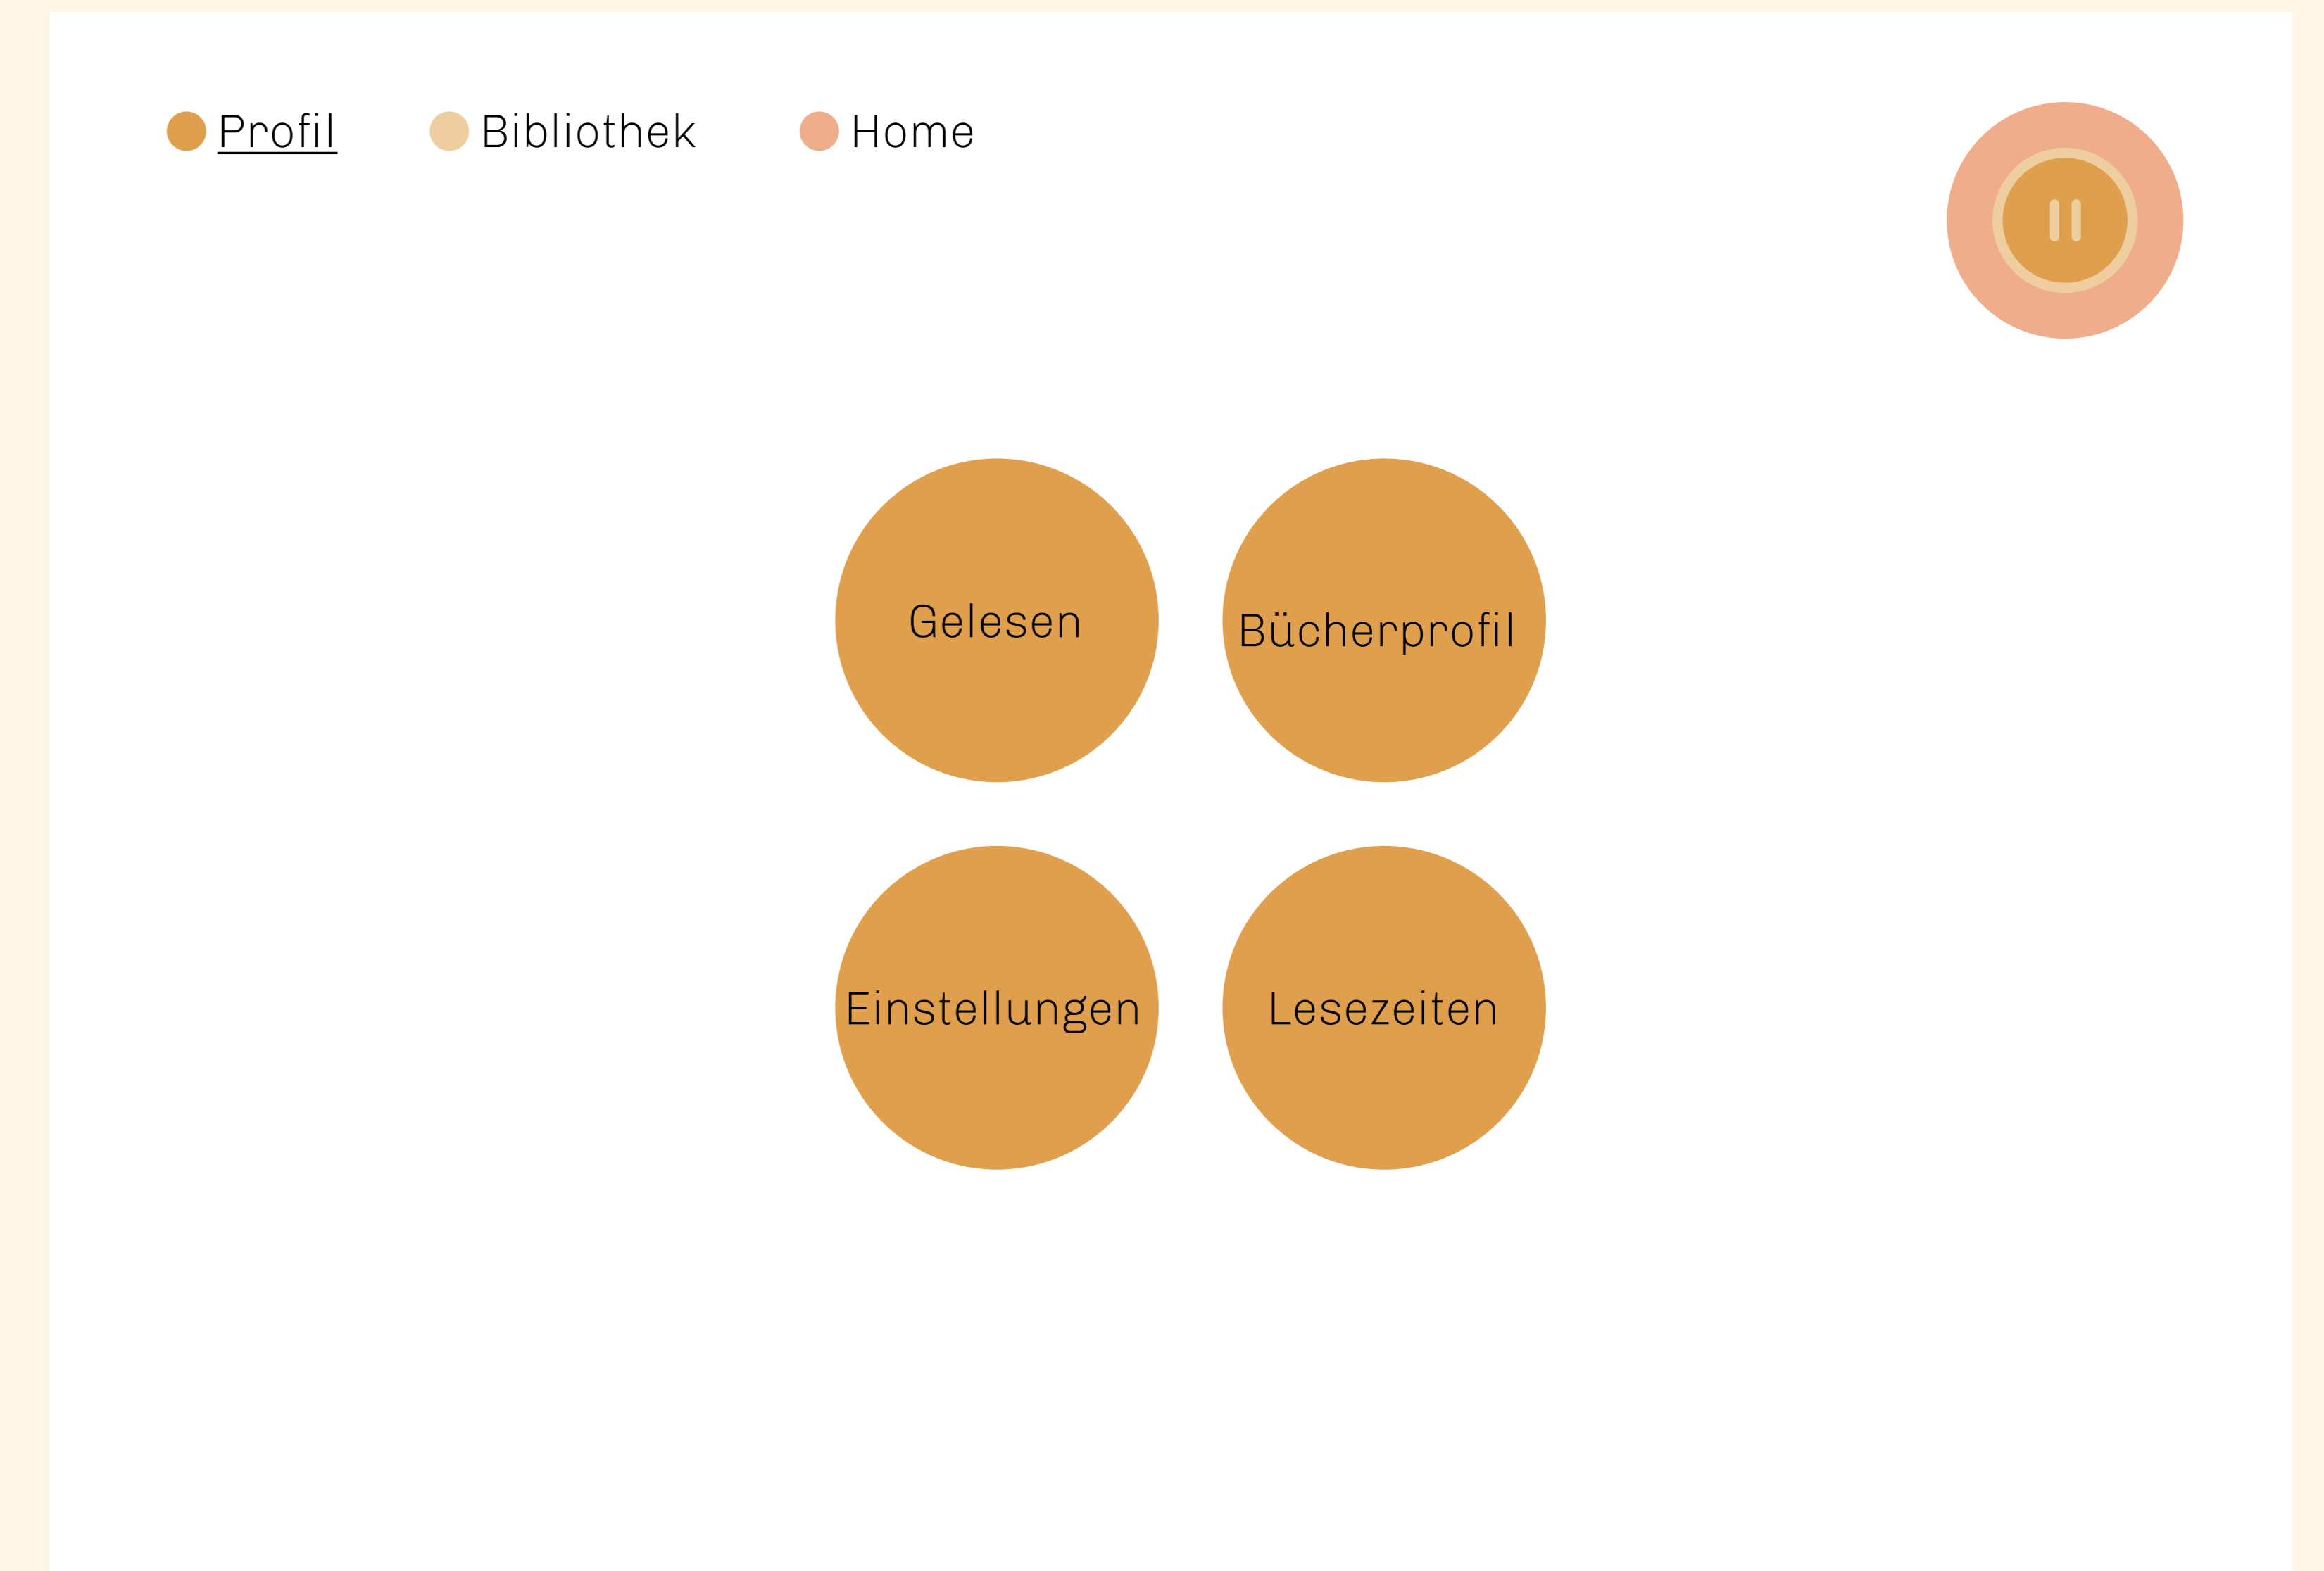 Profil
Bibliothek
Home
Gelesen
Bücherprofil
Einstellungen
Lesezeiten